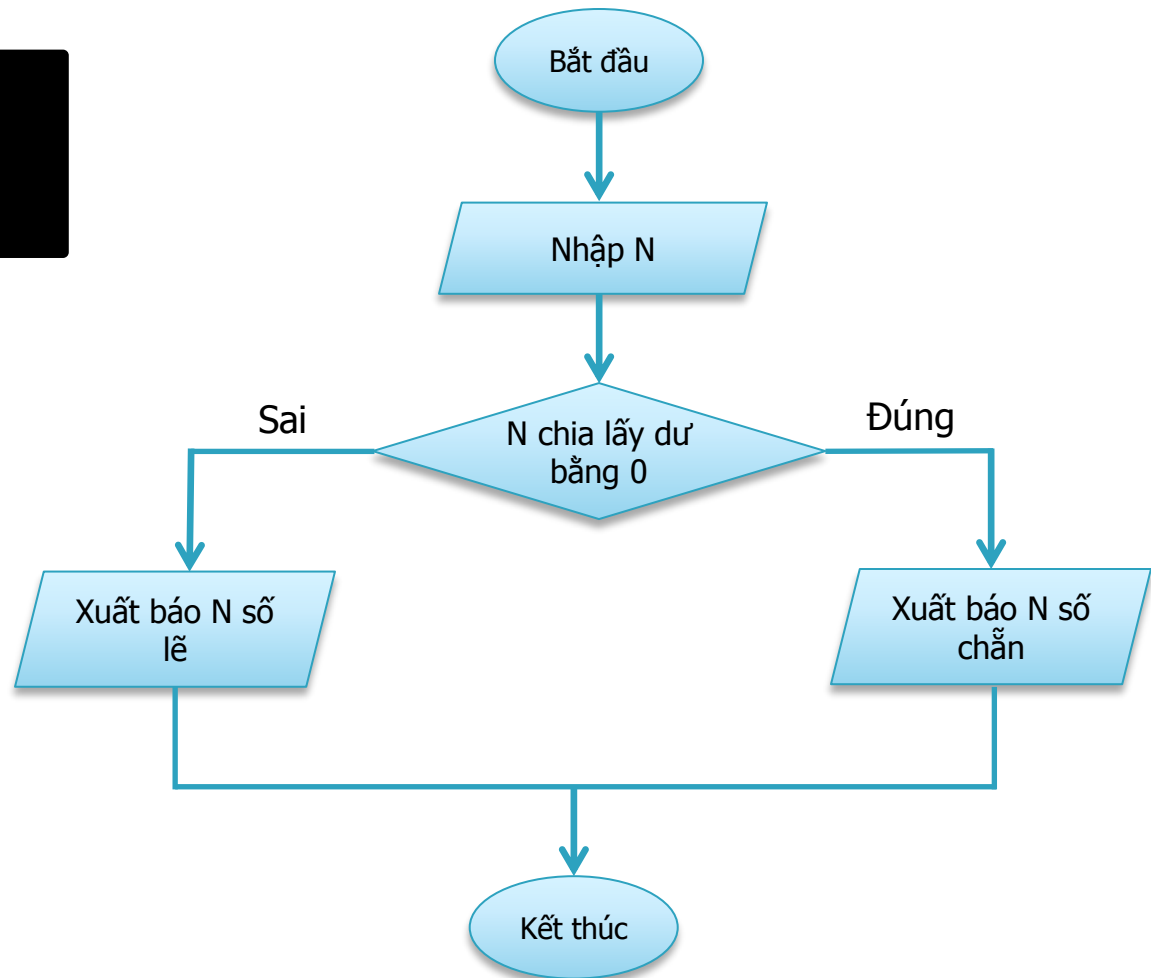 Bắt đầu
Nhập N
Sai
Đúng
N chia lấy dư
bằng 0
Xuất báo N số
lẽ
Xuất báo N số
chẵn
Kết thúc